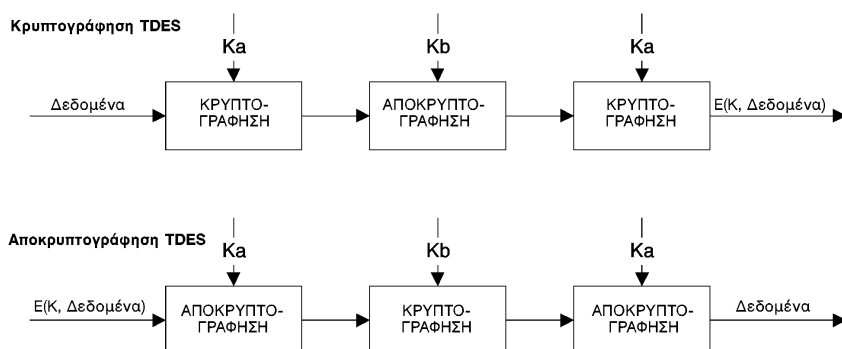 Κρυπτογράφηση TDES
Ka
Kb
Ka
Δεδομένα
ΚΡΥΠΤΟ-
ΓΡΑΦΗΣΗ
ΑΠΟΚΡΥΠΤΟ-
ΓΡΑΦΗΣΗ
ΚΡΥΠΤΟ-
ΓΡΑΦΗΣΗ
E(K, Δεδομένα)
Αποκρυπτογράφηση TDES
Ka
Kb
Ka
E(K, Δεδομένα)
ΑΠΟΚΡΥΠΤΟ-
ΓΡΑΦΗΣΗ
ΚΡΥΠΤΟ-
ΓΡΑΦΗΣΗ
ΑΠΟΚΡΥΠΤΟ-
ΓΡΑΦΗΣΗ
Δεδομένα